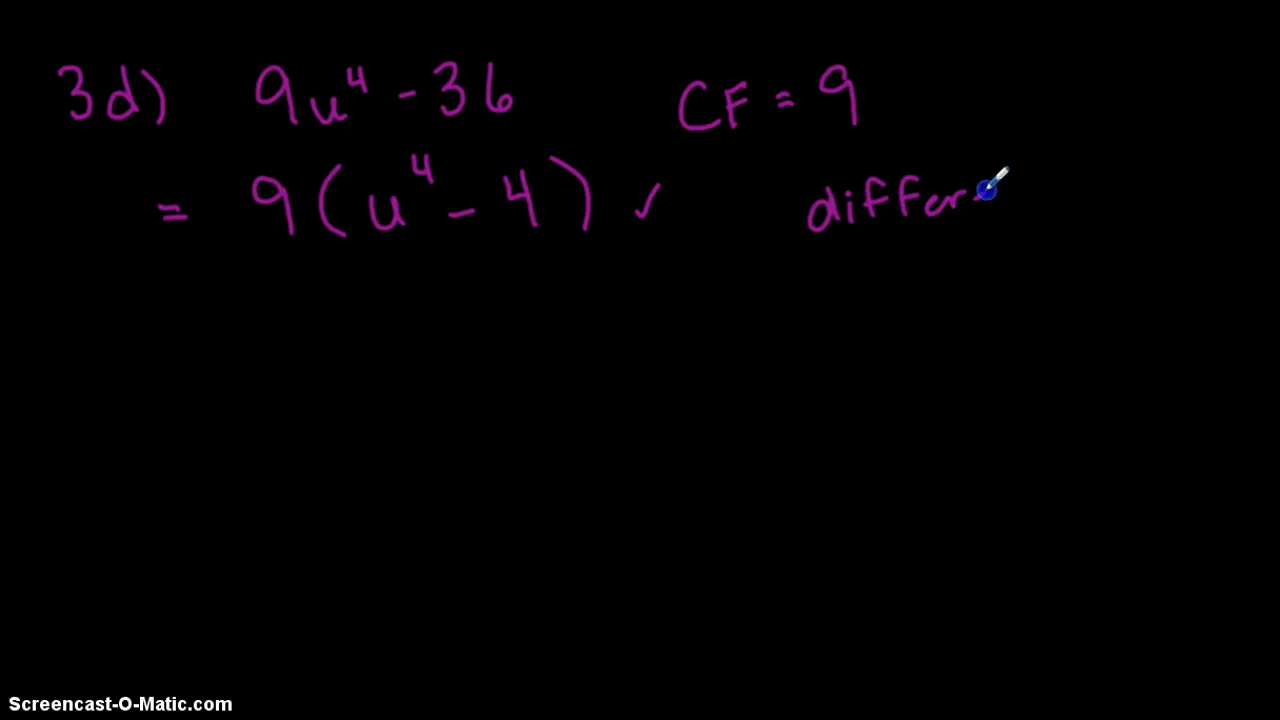 3d) 9u⁴ - 36 CF = 9
= 9(u⁴ - 4) ✓ differ
Screencast-O-Matic.com